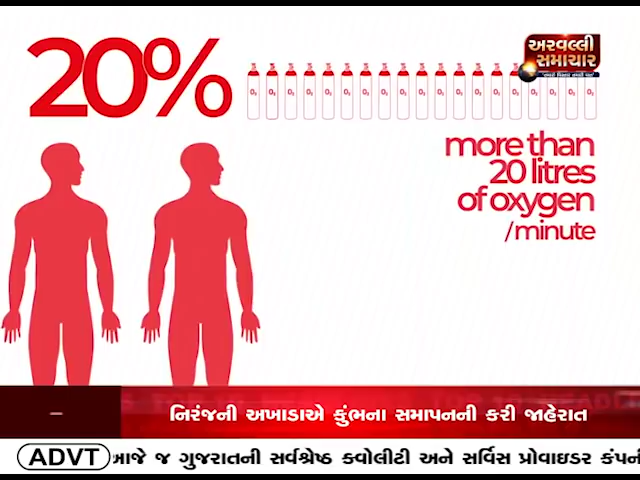 20%
અરવલ્લી
સમાચાર
more than
20 litres
of oxygen
/minute
નિરંજની અખાડાએ કુંભના સમાપનની કરી જાહેરાત
ADVT આજે જ ગુજરાતની સર્વશ્રેષ્ઠ ક્વોલીટી અને સર્વિસ પ્રોવાઇડર કંપની